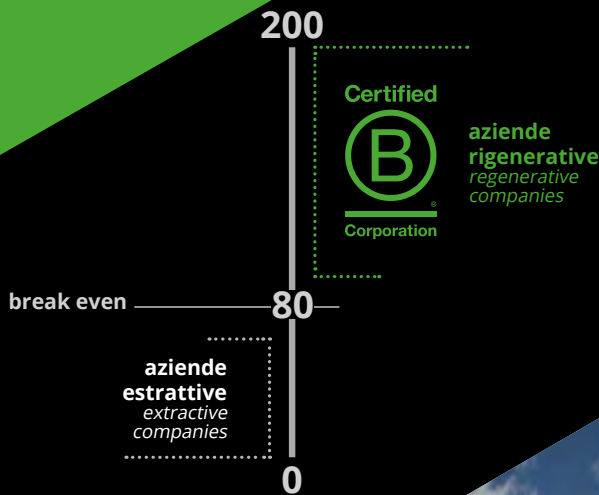 200
Certified
B
®
Corporation
aziende
rigenerative
regenerative
companies
break even
80
aziende
estrattive
extractive
companies
0